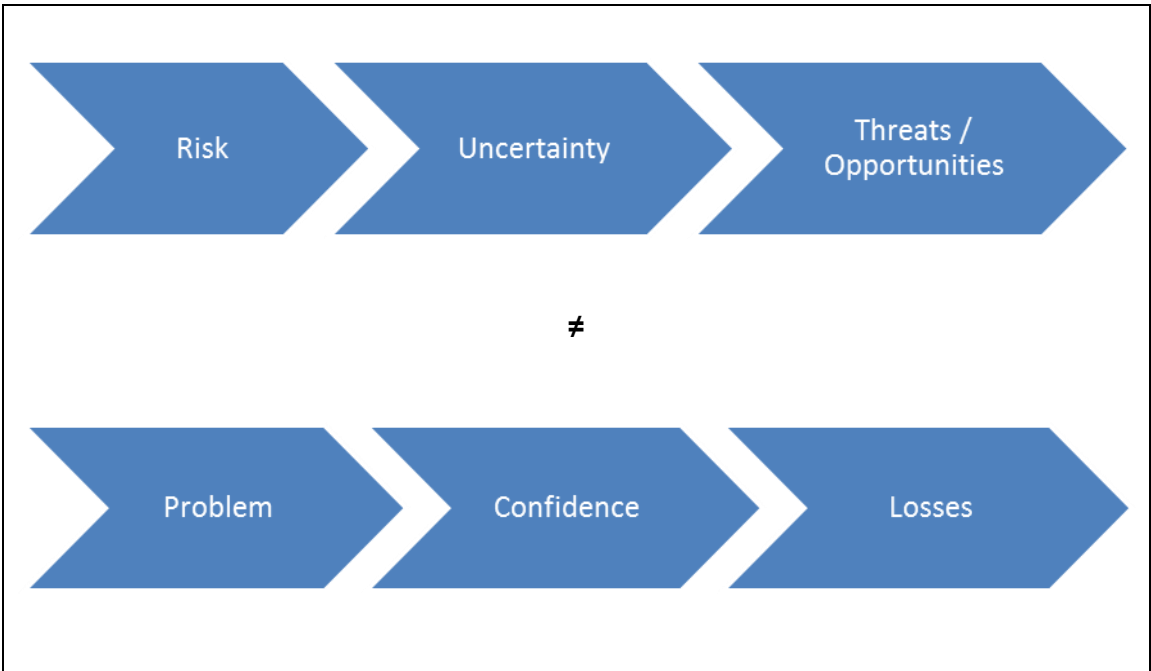 Risk
Uncertainty
Threats /
Opportunities
≠
Problem
Confidence
Losses